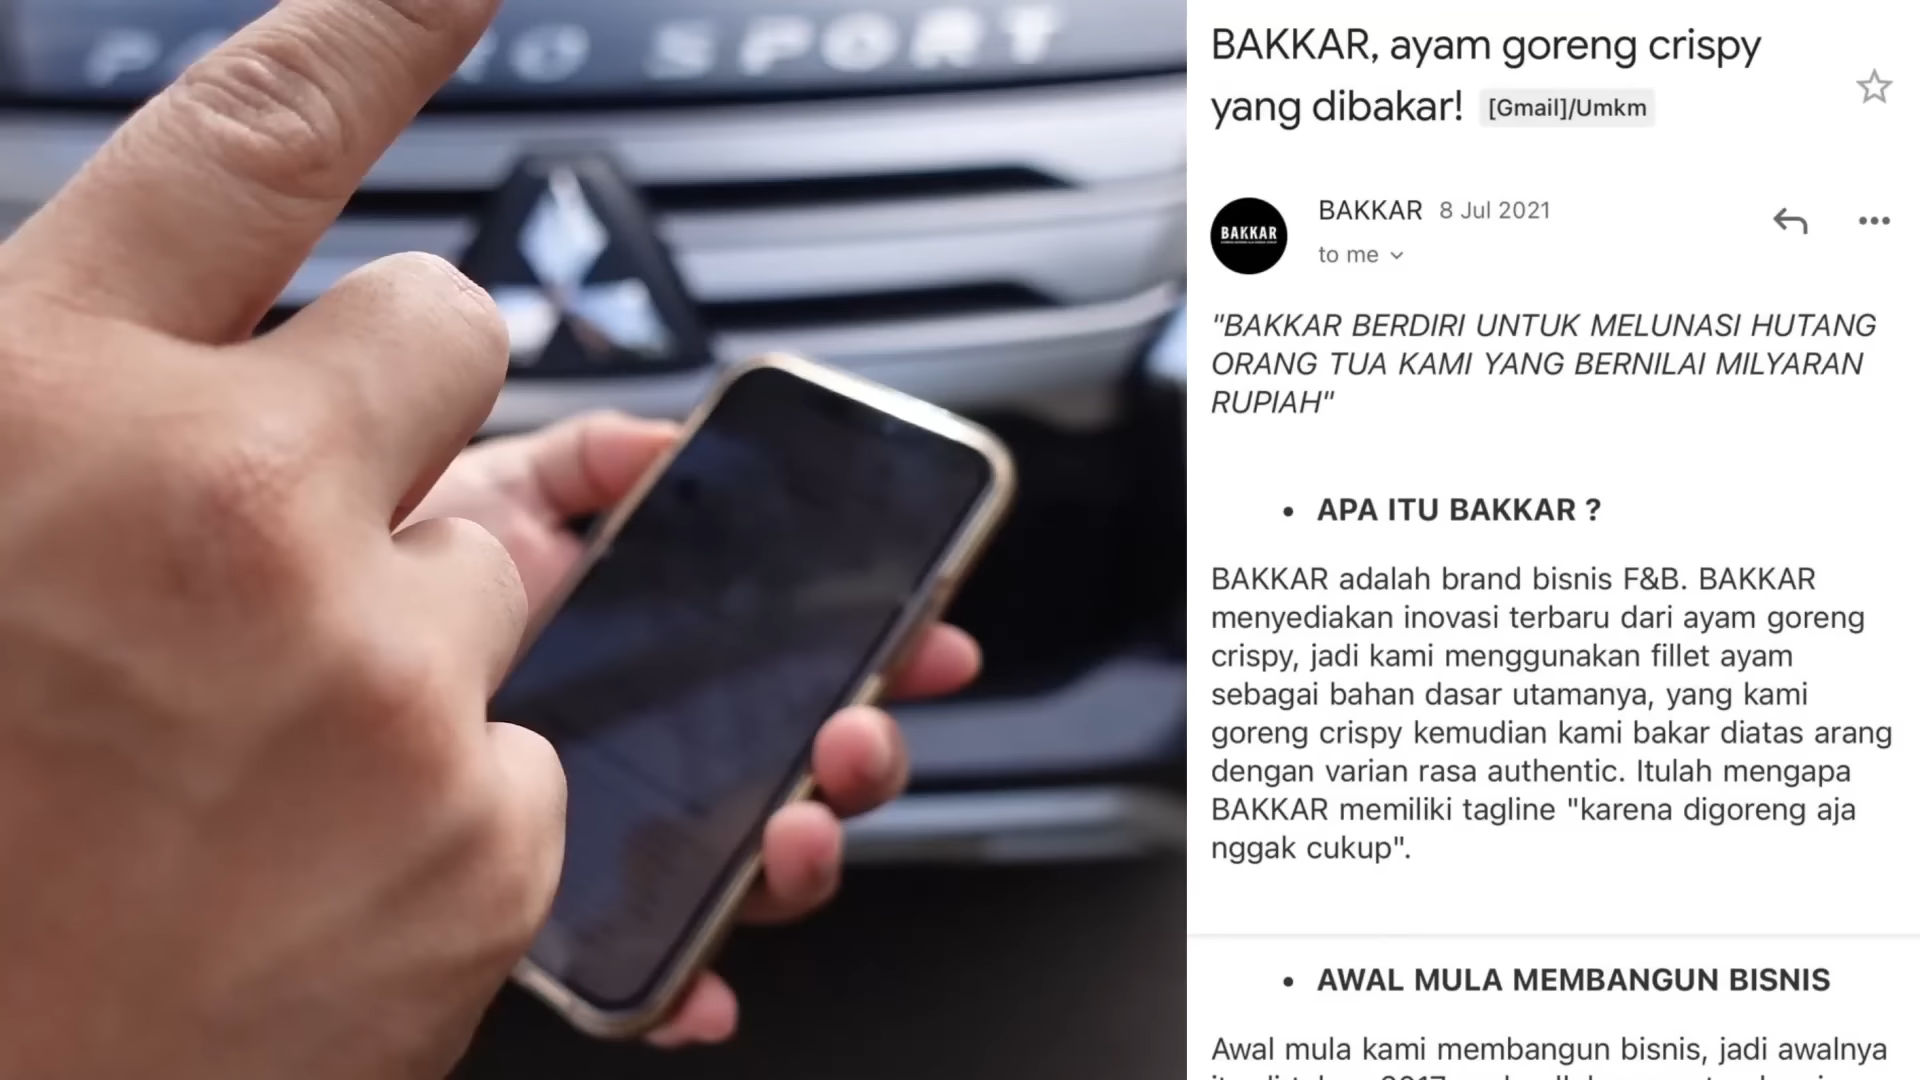 SPORT
BAKKAR, ayam goreng crispy
yang dibakar! [Gmail]/Umkm
BAKKAR
BAKKAR 8 Jul 2021
to me
"BAKKAR BERDIRI UNTUK MELUNASI HUTANG
ORANG TUA KAMI YANG BERNILAI MILYARAN
RUPIAH"
• APA ITU BAKKAR ?
BAKKAR adalah brand bisnis F&B. BAKKAR
menyediakan inovasi terbaru dari ayam goreng
crispy, jadi kami menggunakan fillet ayam
sebagai bahan dasar utamanya, yang kami
goreng crispy kemudian kami bakar diatas arang
dengan varian rasa authentic. Itulah mengapa
BAKKAR memiliki tagline "karena digoreng aja
nggak cukup".
• AWAL MULA MEMBANGUN BISNIS
Awal mula kami membangun bisnis, jadi awalnya